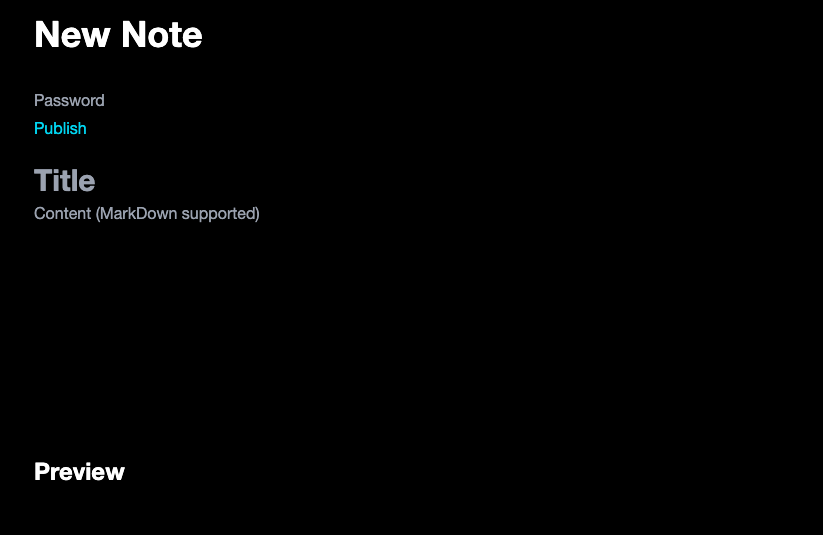 New Note
Password
Publish
Title
Content (MarkDown supported)
Preview